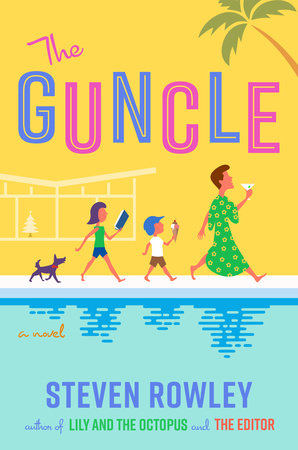 The
GUNCLE
a novel
STEVEN ROWLEY
author of LILY AND THE OCTOPUS and THE EDITOR